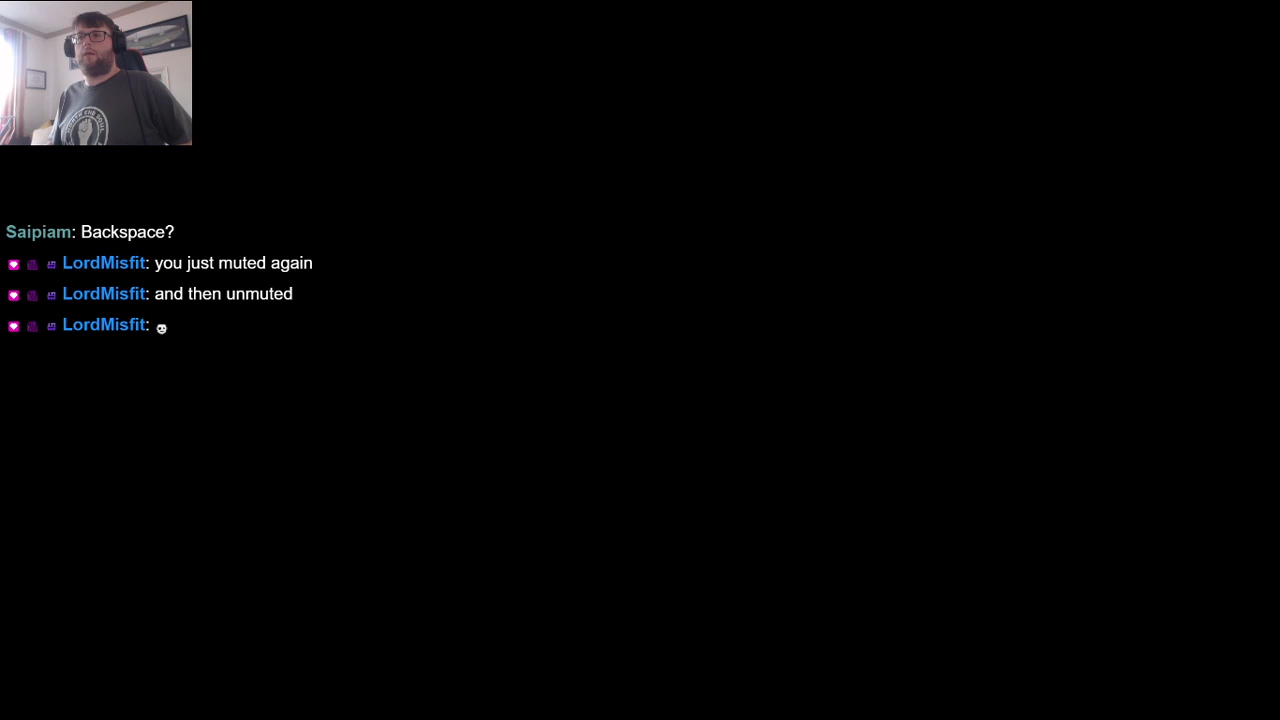 Saipiam: Backspace?
LordMisfit: you just muted again
LordMisfit: and then unmuted
LordMisfit: